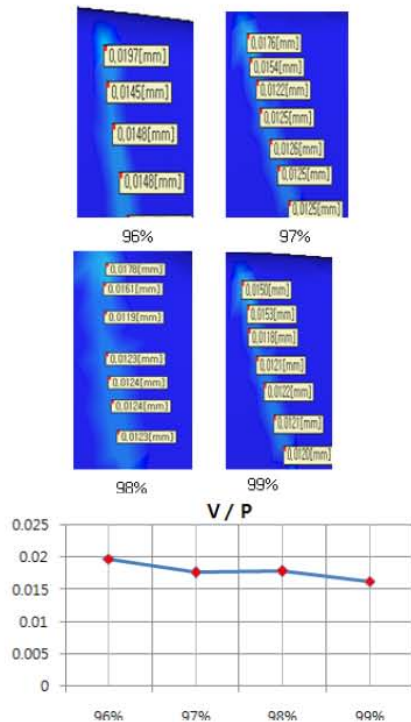 0,0197[mm]
0,0145[mm]
0,0148[mm]
0,0148[mm]
96%
0,0176[mm]
0,0154[mm]
0,0122[mm]
0,0125[mm]
0,0126[mm]
0,0125[mm]
0,0125[mm]
97%
0,0178[mm]
0,0161[mm]
0,0119[mm]
0,0123[mm]
0,0124[mm]
0,0124[mm]
0,0123[mm]
98%
0,0150[mm]
0,0153[mm]
0,0118[mm]
0,0121[mm]
0,0122[mm]
0,0121[mm]
0,0120[mm]
99%
V / P
0.025
0.02
0.015
0.01
0.005
0
96% 97% 98% 99%